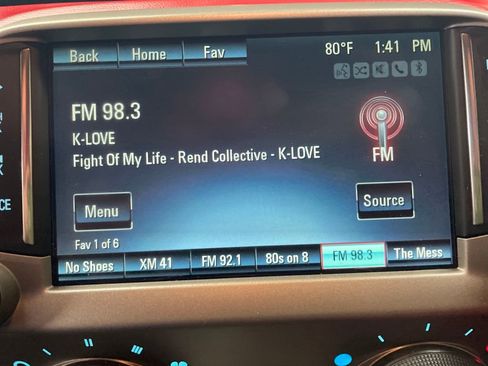 Back Home Fav 80°F 1:41 PM
FM 98.3
K-LOVE
Fight Of My Life - Rend Collective - K-LOVE
FM
Menu Source
Fav 1 of 6
No Shoes XM 41 FM 92.1 80s on 8 FM 98.3 The Mess